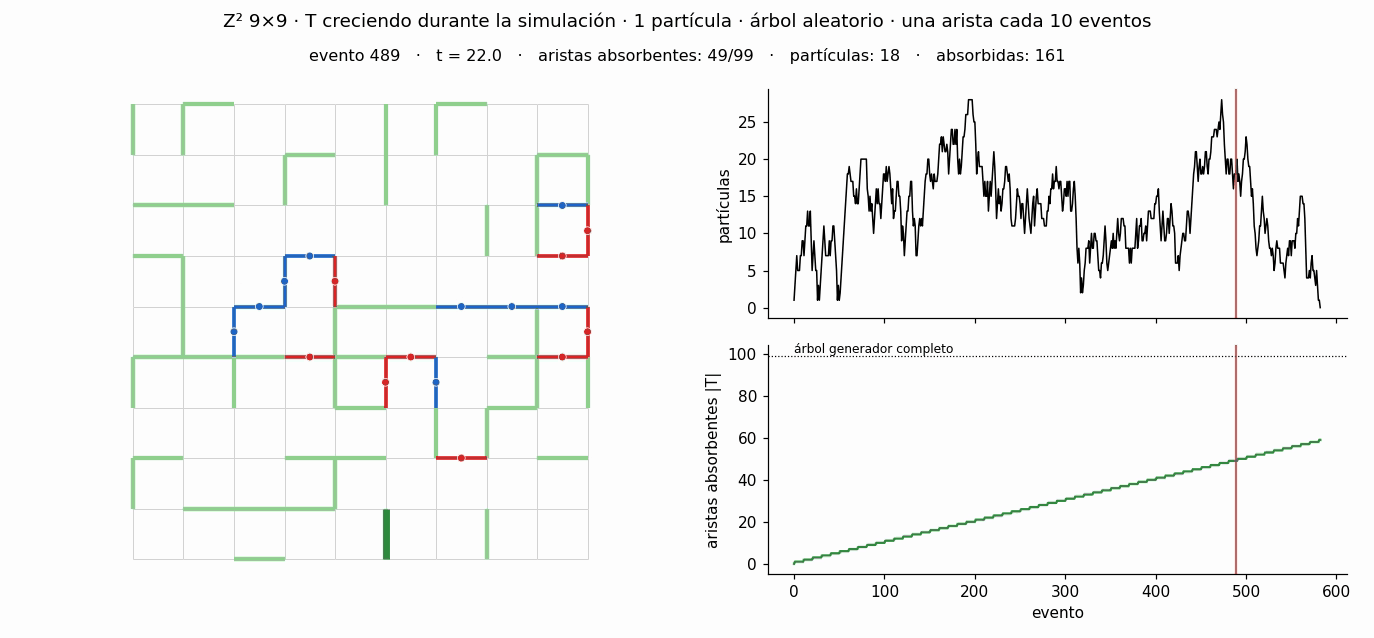 Z² 9×9 · T creciendo durante la simulación · 1 partícula · árbol aleatorio · una arista cada 10 eventos
evento 489 · t = 22.0 · aristas absorbentes: 49/99 · partículas: 18 · absorbidas: 161
partículas
25
20
15
10
5
0
árbol generador completo
aristas absorbentes |T|
100
80
60
40
20
0
0 100 200 300 400 500 600
evento